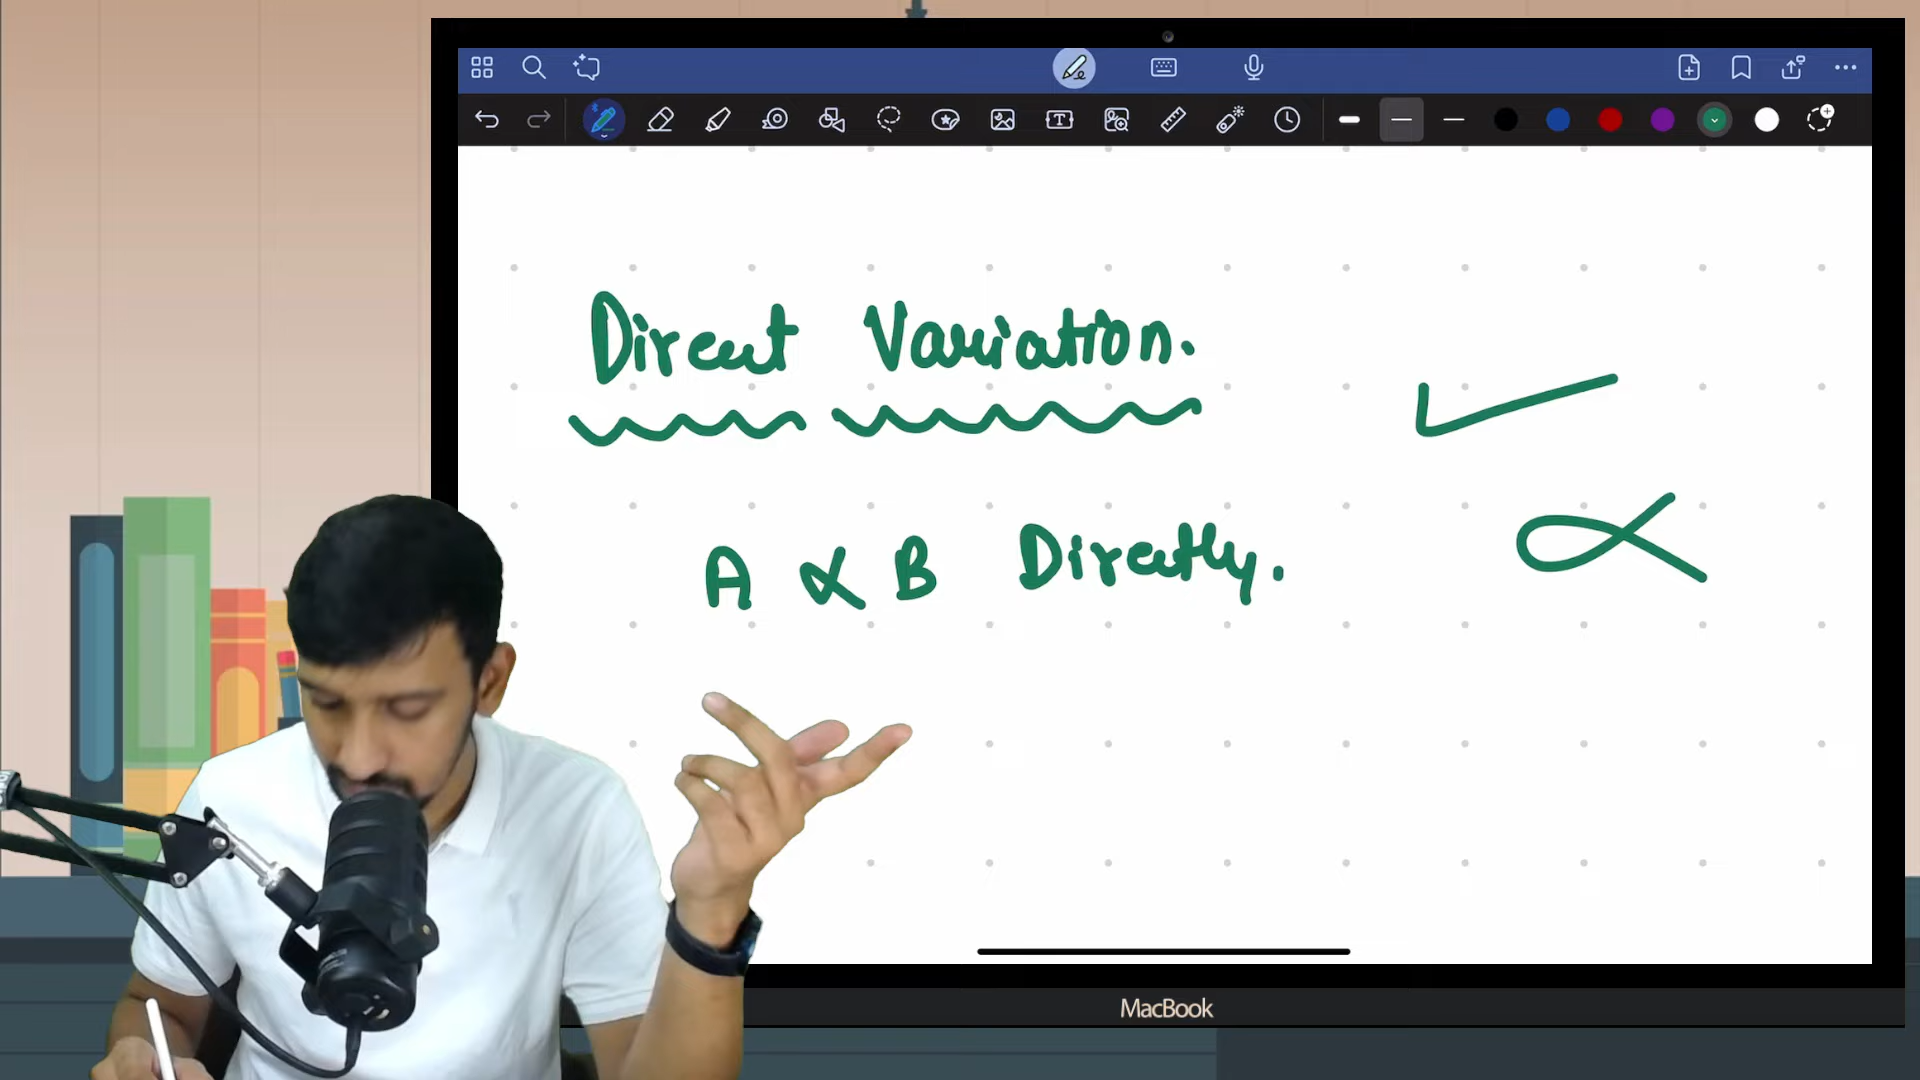 Direct Variation.
A ∝ B Directly.
∝
MacBook